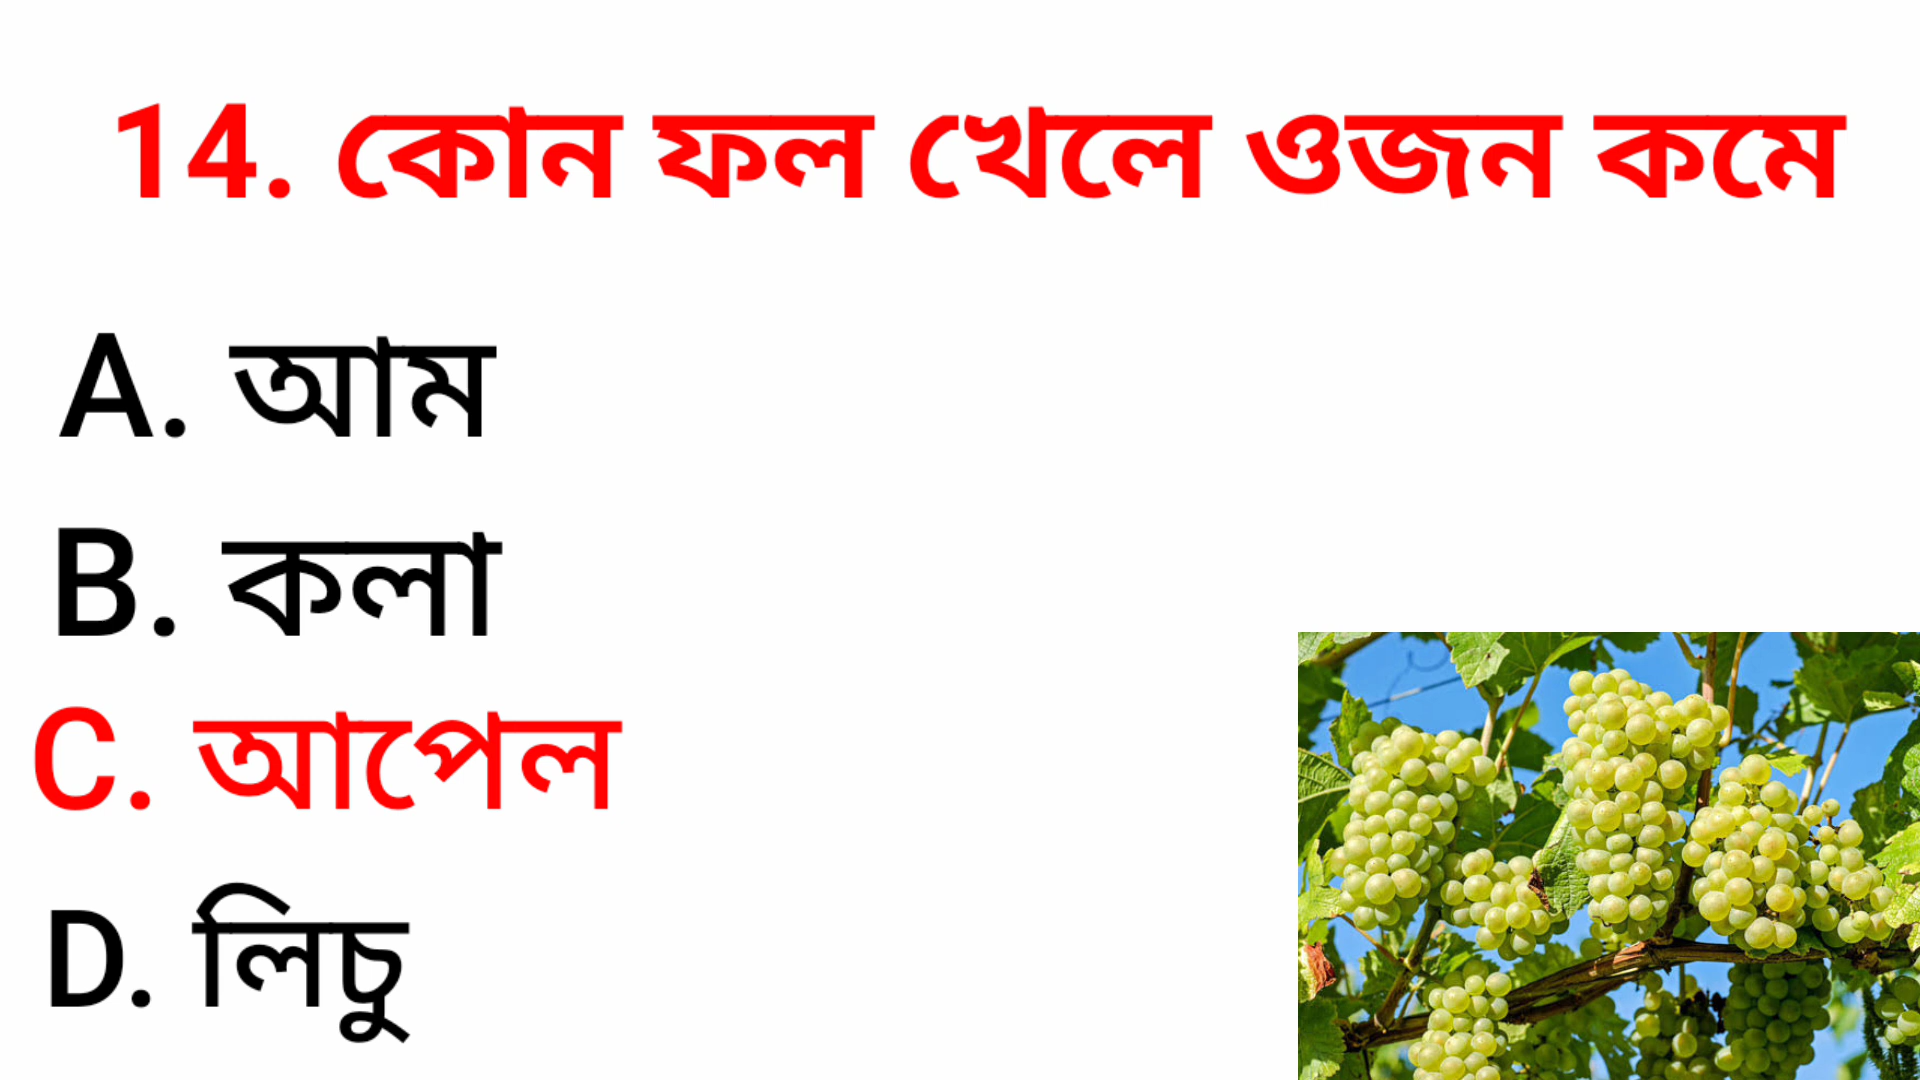 14. কোন ফল খেলে ওজন কমে
A. আম
B. কলা
C. আপেল
D. লিচু